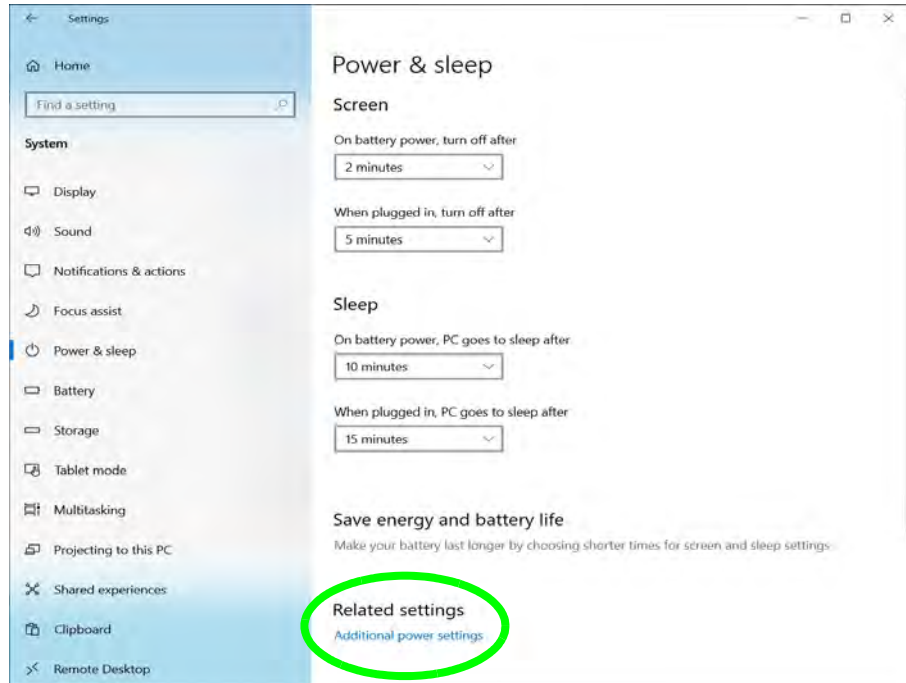 Settings
Home
Find a setting
System
Display
Sound
Notifications & actions
Focus assist
Power & sleep
Battery
Storage
Tablet mode
Multitasking
Projecting to this PC
Shared experiences
Clipboard
Remote Desktop
Power & sleep
Screen
On battery power, turn off after
2 minutes
When plugged in, turn off after
5 minutes
Sleep
On battery power, PC goes to sleep after
10 minutes
When plugged in, PC goes to sleep after
15 minutes
Save energy and battery life
Make your battery last longer by choosing shorter times for screen and sleep settings
Related settings
Additional power settings